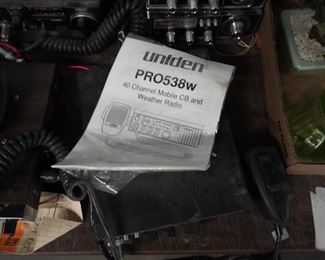 uniden
PRO538W
40 Channel Mobile CB and
Weather Radio